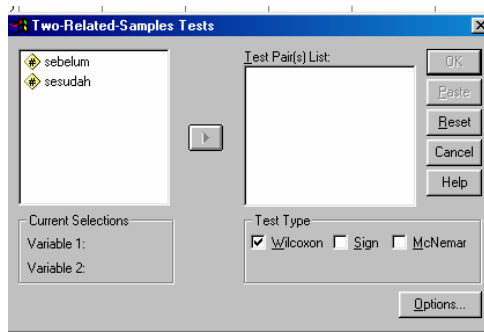 Two-Related-Samples Tests
sebelum
sesudah
Test Pair(s) List:
OK
Paste
Reset
Cancel
Help
Current Selections
Variable 1:
Variable 2:
Test Type
Wilcoxon Sign McNemar
Options...